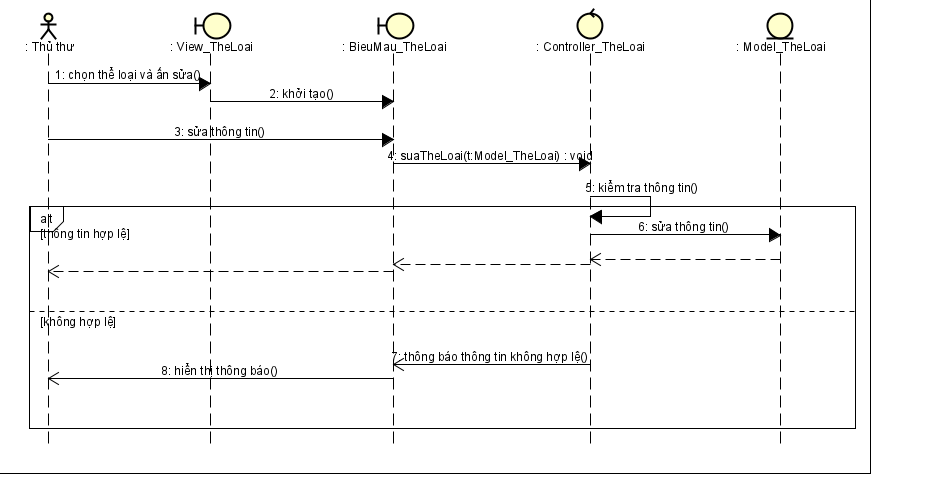 : Thủ thư
: View_TheLoai
: BieuMau_TheLoai
: Controller_TheLoai
: Model_TheLoai
1: chọn thể loại và ấn sửa()
2: khởi tạo()
3: sửa thông tin()
4: suaTheLoai(t:Model_TheLoai) : void
5: kiểm tra thông tin()
alt
[thông tin hợp lệ]
6: sửa thông tin()
[không hợp lệ]
7: thông báo thông tin không hợp lệ()
8: hiển thị thông báo()